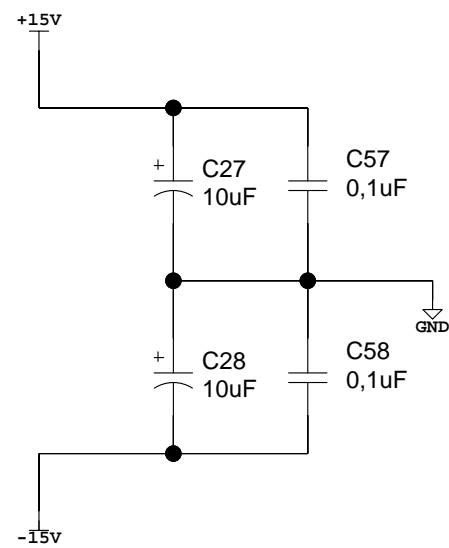 +15V
+
C27
10uF
C57
0,1uF
GND
+
C28
10uF
C58
0,1uF
-15V